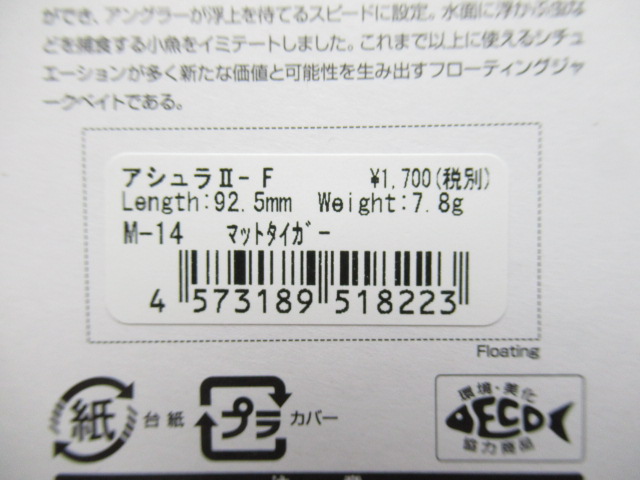 ができ、アングラーが浮上を待てるスピードに設定。水面に浮かぶ虫な
どを捕食する小魚をイミテートしました。これまで以上に使えるシチュ
エーションが多く新たな価値と可能性を生み出すフローティングジャ
ークベイトである。
アシュラⅡ-F ¥1,700(税別)
Length:92.5mm Weight:7.8g
M-14 ﾏｯﾄﾀｲｶﾞｰ
4 573189 518223
Floating
紙 台紙 プラ カバー
環境・美化
ECO
協力商品
注 意